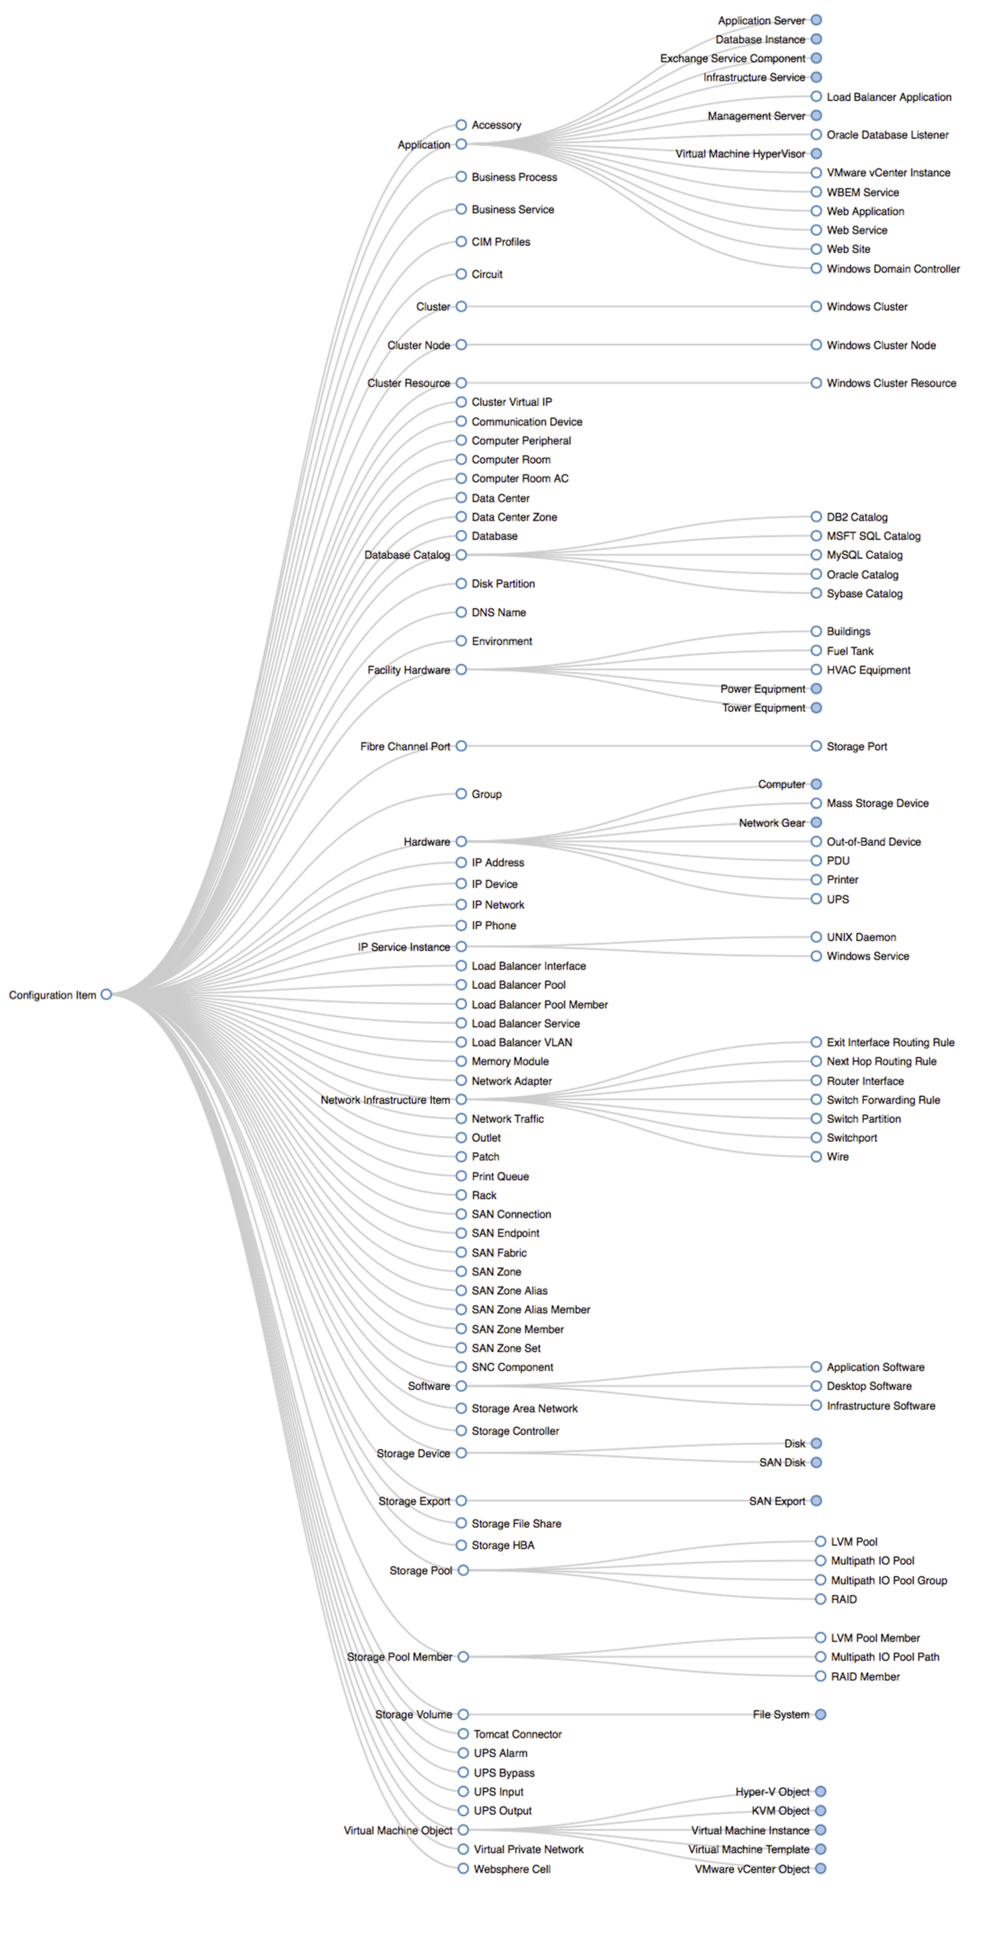 Application Server
Database Instance
Exchange Service Component
Infrastructure Service
Load Balancer Application
Management Server
Accessory
Oracle Database Listener
Application
Virtual Machine HyperVisor
VMware vCenter Instance
Business Process
WBEM Service
Business Service
Web Application
Web Service
CIM Profiles
Web Site
Windows Domain Controller
Circuit
Cluster
Windows Cluster
Cluster Node
Windows Cluster Node
Cluster Resource
Windows Cluster Resource
Cluster Virtual IP
Communication Device
Computer Peripheral
Computer Room
Computer Room AC
Data Center
Data Center Zone
DB2 Catalog
Database
MSFT SQL Catalog
Database Catalog
MySQL Catalog
Oracle Catalog
Disk Partition
Sybase Catalog
DNS Name
Buildings
Environment
Fuel Tank
Facility Hardware
HVAC Equipment
Power Equipment
Tower Equipment
Fibre Channel Port
Storage Port
Computer
Group
Mass Storage Device
Network Gear
Hardware
Out-of-Band Device
IP Address
PDU
IP Device
Printer
IP Network
UPS
IP Phone
UNIX Daemon
IP Service Instance
Windows Service
Load Balancer Interface
Load Balancer Pool
Configuration Item
Load Balancer Pool Member
Load Balancer Service
Load Balancer VLAN
Exit Interface Routing Rule
Memory Module
Next Hop Routing Rule
Network Adapter
Router Interface
Network Infrastructure Item
Switch Forwarding Rule
Network Traffic
Switch Partition
Outlet
Switchport
Patch
Wire
Print Queue
Rack
SAN Connection
SAN Endpoint
SAN Fabric
SAN Zone
SAN Zone Alias
SAN Zone Alias Member
SAN Zone Member
SAN Zone Set
SNC Component
Application Software
Software
Desktop Software
Storage Area Network
Infrastructure Software
Storage Controller
Disk
Storage Device
SAN Disk
Storage Export
SAN Export
Storage File Share
Storage HBA
LVM Pool
Multipath IO Pool
Storage Pool
Multipath IO Pool Group
RAID
LVM Pool Member
Storage Pool Member
Multipath IO Pool Path
RAID Member
Storage Volume
File System
Tomcat Connector
UPS Alarm
UPS Bypass
UPS Input
Hyper-V Object
UPS Output
KVM Object
Virtual Machine Object
Virtual Machine Instance
Virtual Private Network
Virtual Machine Template
Websphere Cell
VMware vCenter Object